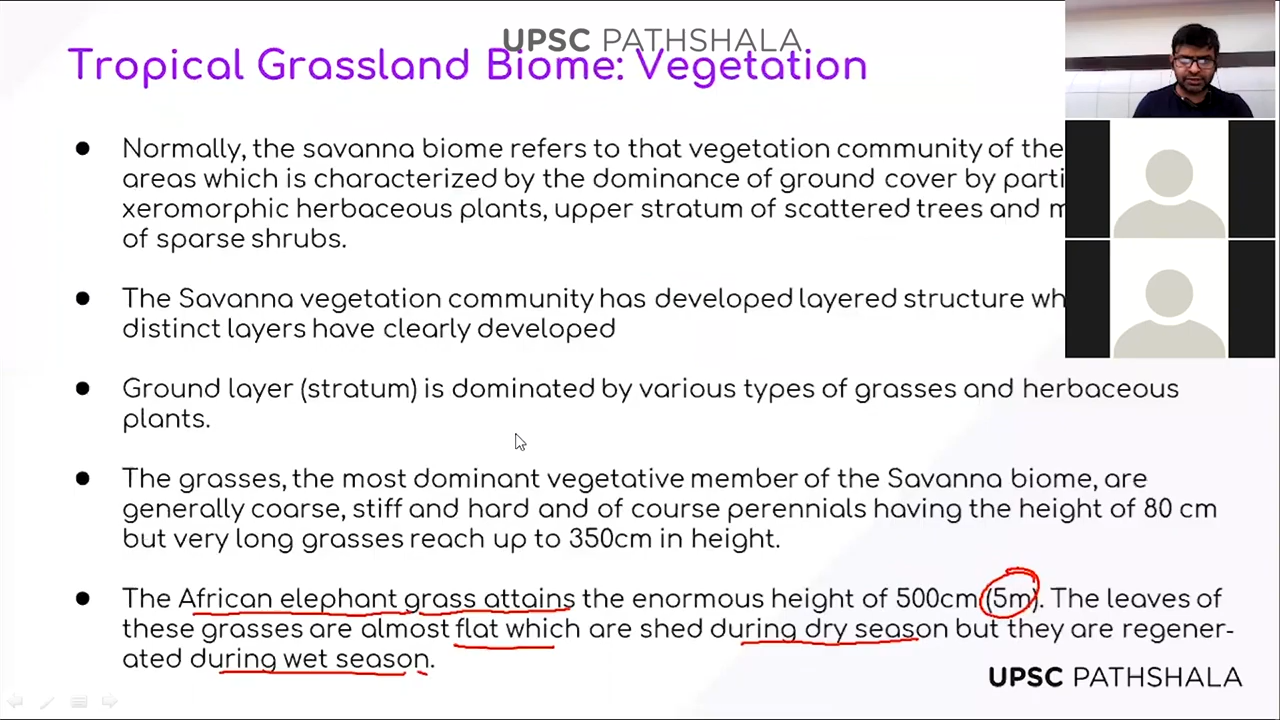 UPSC PATHSHALA
Tropical Grassland Biome: Vegetation
● Normally, the savanna biome refers to that vegetation community of the
areas which is characterized by the dominance of ground cover by parti
xeromorphic herbaceous plants, upper stratum of scattered trees and m
of sparse shrubs.
● The Savanna vegetation community has developed layered structure wh
distinct layers have clearly developed
● Ground layer (stratum) is dominated by various types of grasses and herbaceous
plants.
● The grasses, the most dominant vegetative member of the Savanna biome, are
generally coarse, stiff and hard and of course perennials having the height of 80 cm
but very long grasses reach up to 350cm in height.
● The African elephant grass attains the enormous height of 500cm (5m). The leaves of
these grasses are almost flat which are shed during dry season but they are regener-
ated during wet season.
UPSC PATHSHALA